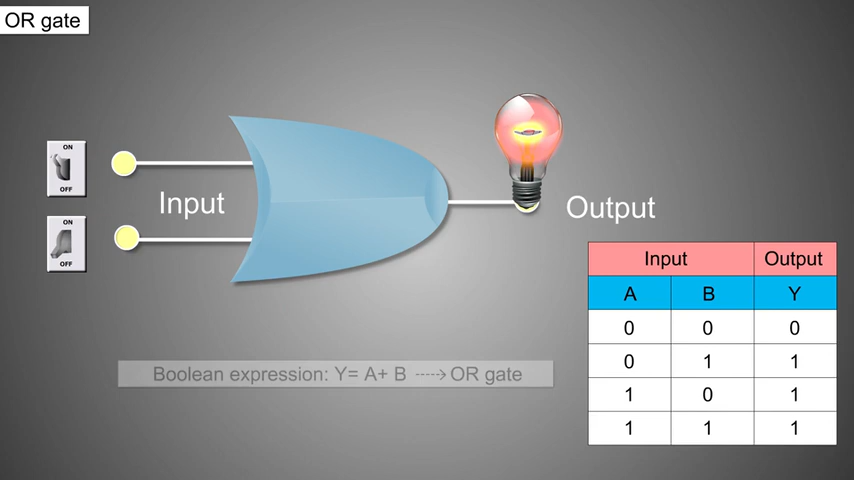 OR gate
ON
OFF
ON
OFF
Input
Output
Input Output
A B Y
0 0 0
0 1 1
1 0 1
1 1 1
Boolean expression: Y= A+ B ----> OR gate